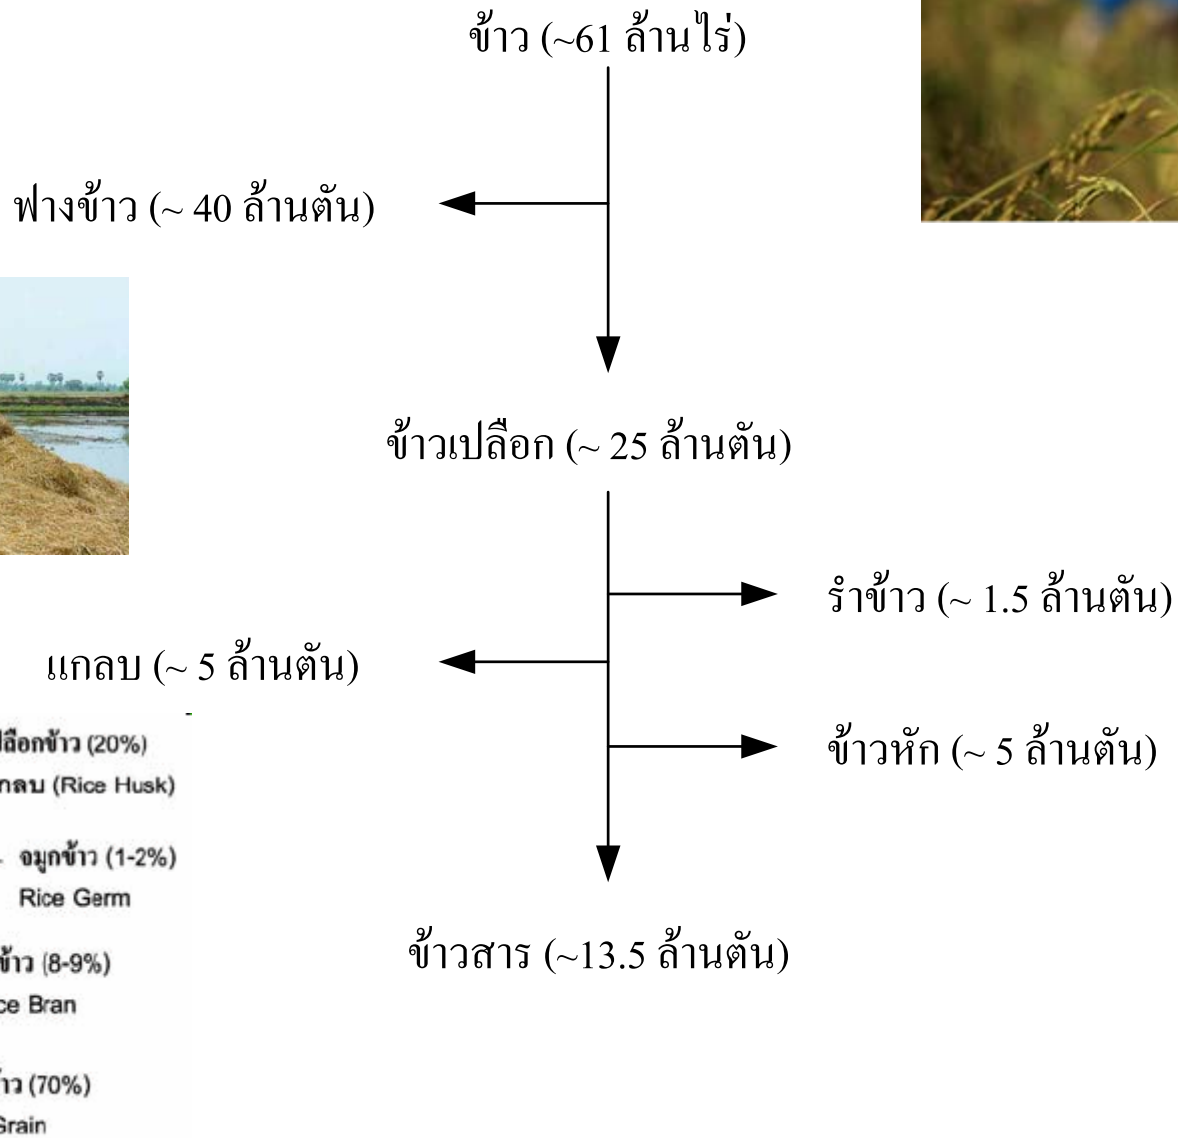 ข้าว (~61 ล้านไร่)
ฟางข้าว (~ 40 ล้านตัน)
ข้าวเปลือก (~ 25 ล้านตัน)
รำข้าว (~ 1.5 ล้านตัน)
แกลบ (~ 5 ล้านตัน)
ข้าวหัก (~ 5 ล้านตัน)
ข้าวสาร (~13.5 ล้านตัน)
(20%)
(Rice Husk)
จมูกข้าว (1-2%)
Rice Germ
(8-9%)
Bran
(70%)